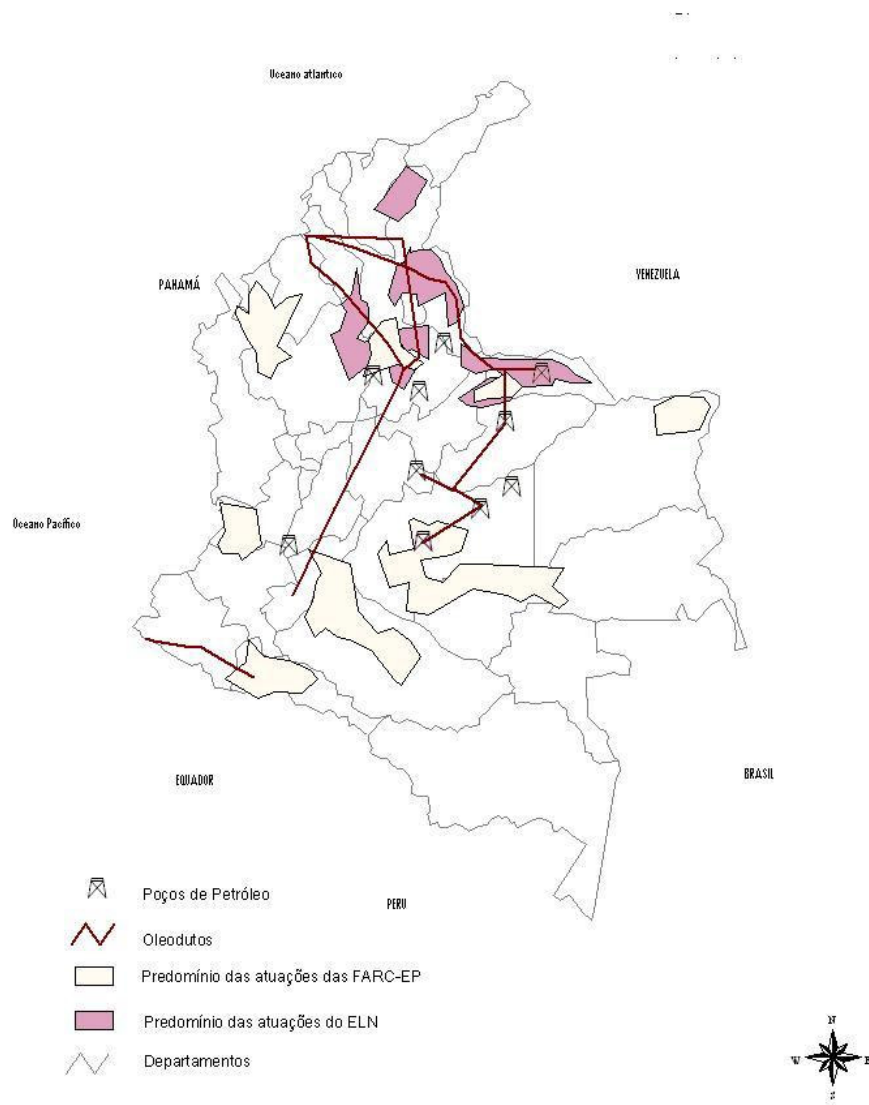 Oceano atlantico
PANAMÁ
VENEZUELA
Oceano Pacífico
EQUADOR
BRASIL
PERU
Poços de Petróleo
Oleodutos
Predomínio das atuações das FARC-EP
Predomínio das atuações do ELN
Departamentos
N
W E
S